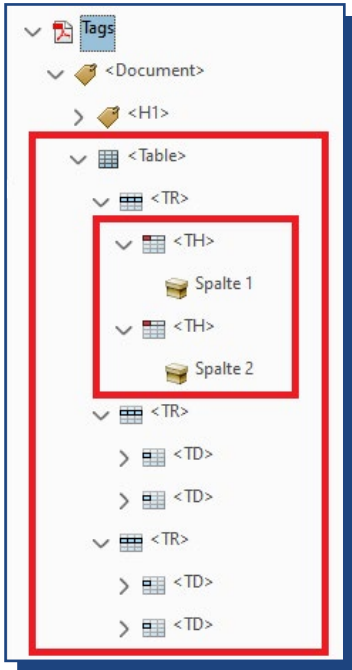 Tags
<Document>
<H1>
<Table>
<TR>
<TH>
Spalte 1
<TH>
Spalte 2
<TR>
<TD>
<TD>
<TR>
<TD>
<TD>